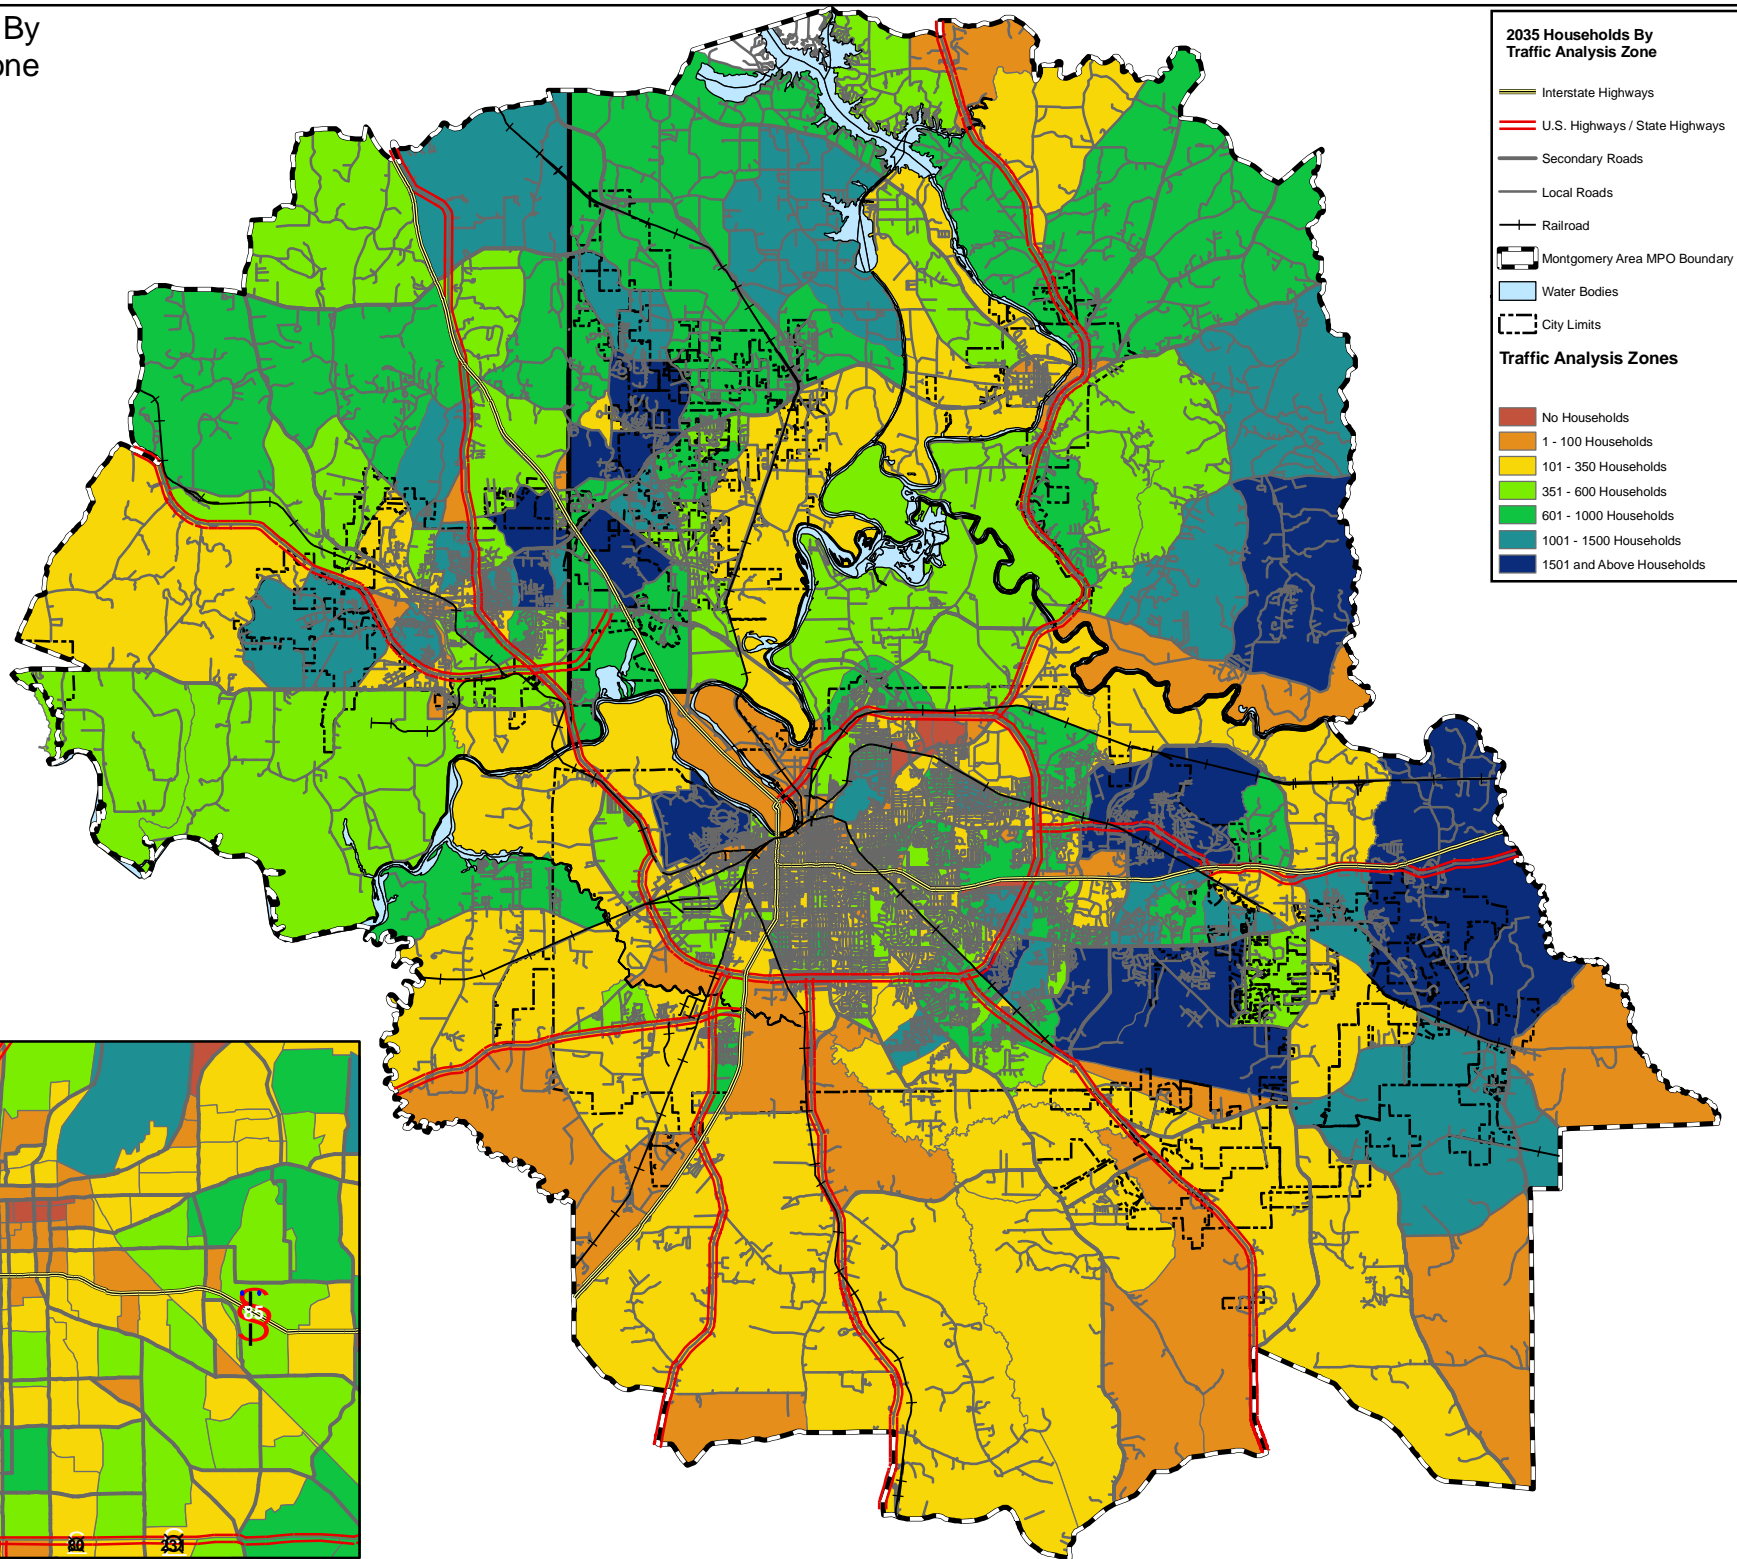 By
one
2035 Households By
Traffic Analysis Zone
Interstate Highways
U.S. Highways / State Highways
Secondary Roads
Local Roads
Railroad
Montgomery Area MPO Boundary
Water Bodies
City Limits
Traffic Analysis Zones
No Households
1 - 100 Households
101 - 350 Households
351 - 600 Households
601 - 1000 Households
1001 - 1500 Households
1501 and Above Households
85
80
231